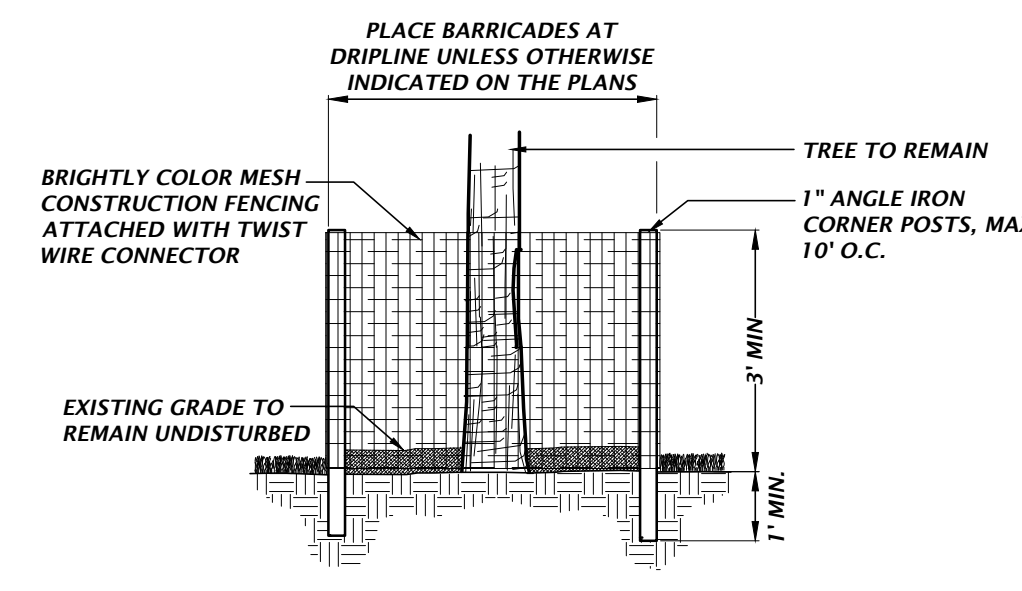 PLACE BARRICADES AT
DRIPLINE UNLESS OTHERWISE
INDICATED ON THE PLANS
TREE TO REMAIN
BRIGHTLY COLOR MESH
CONSTRUCTION FENCING
ATTACHED WITH TWIST
WIRE CONNECTOR
1" ANGLE IRON
CORNER POSTS, MA
10' O.C.
3' MIN
EXISTING GRADE TO
REMAIN UNDISTURBED
1' MIN.